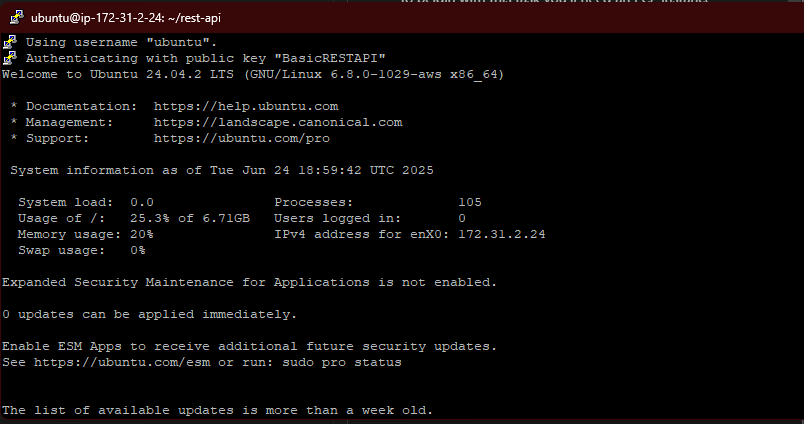 ubuntu@ip-172-31-2-24: ~/rest-api
Using username "ubuntu".
Authenticating with public key "BasicRESTAPI"
Welcome to Ubuntu 24.04.2 LTS (GNU/Linux 6.8.0-1029-aws x86_64)
* Documentation:  https://help.ubuntu.com
* Management:     https://landscape.canonical.com
* Support:        https://ubuntu.com/pro
System information as of Tue Jun 24 18:59:42 UTC 2025
System load:  0.0               Processes:             105
Usage of /:   25.3% of 6.71GB   Users logged in:       0
Memory usage: 20%               IPv4 address for enX0: 172.31.2.24
Swap usage:   0%
Expanded Security Maintenance for Applications is not enabled.
0 updates can be applied immediately.
Enable ESM Apps to receive additional future security updates.
See https://ubuntu.com/esm or run: sudo pro status
The list of available updates is more than a week old.